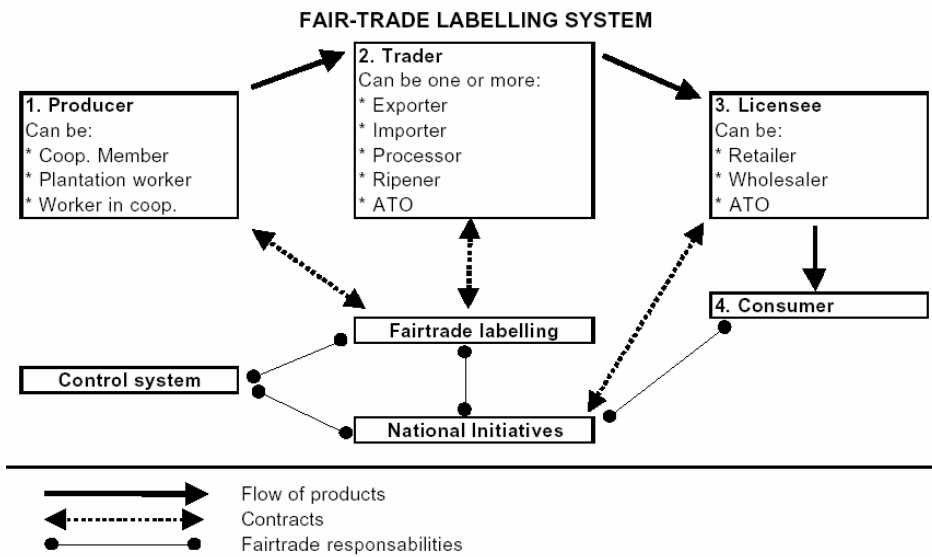 FAIR-TRADE LABELLING SYSTEM
1. Producer
Can be:
* Coop. Member
* Plantation worker
* Worker in coop.
2. Trader
Can be one or more:
* Exporter
* Importer
* Processor
* Ripener
* ATO
3. Licensee
Can be:
* Retailer
* Wholesaler
* ATO
4. Consumer
Fairtrade labelling
Control system
National Initiatives
Flow of products
Contracts
Fairtrade responsabilities